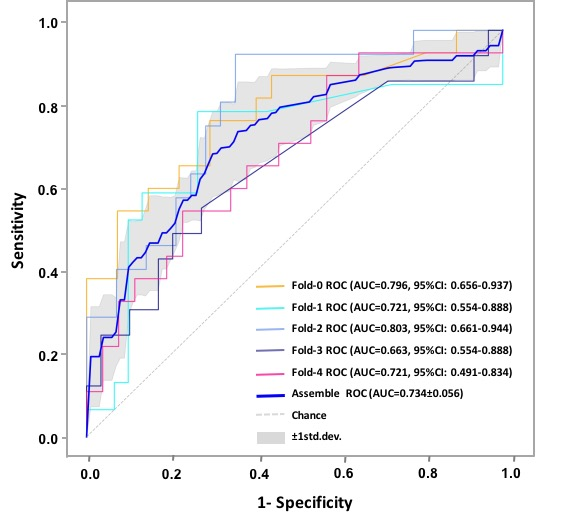 1.0
0.8
0.6
0.4
0.2
0.0
Sensitivity
Fold-0 ROC (AUC=0.796, 95%CI: 0.656-0.937)
Fold-1 ROC (AUC=0.721, 95%CI: 0.554-0.888)
Fold-2 ROC (AUC=0.803, 95%CI: 0.661-0.944)
Fold-3 ROC (AUC=0.663, 95%CI: 0.554-0.888)
Fold-4 ROC (AUC=0.721, 95%CI: 0.491-0.834)
Assemble ROC (AUC=0.734±0.056)
Chance
±1std.dev.
0.0 0.2 0.4 0.6 0.8 1.0
1- Specificity